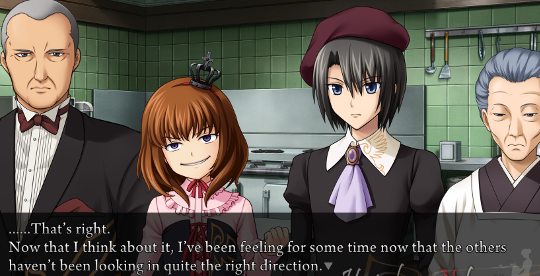 ......That's right.
Now that I think about it, I've been feeling for some time now that the others
haven't been looking in quite the right direction.